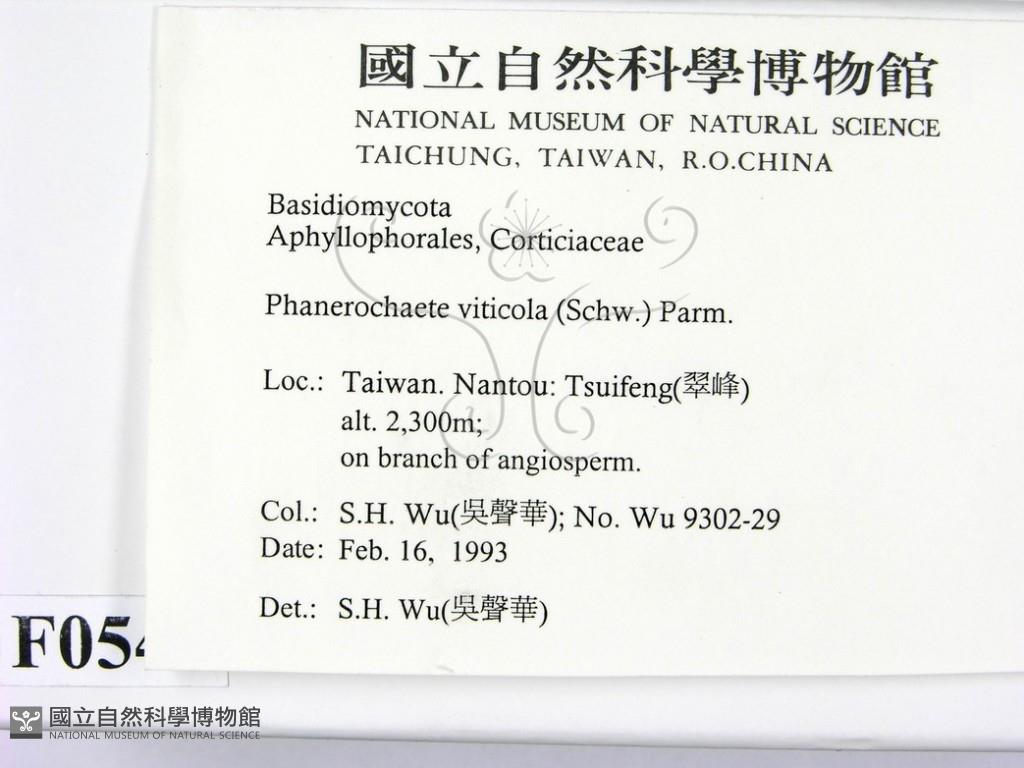 國立自然科學博物館
NATIONAL MUSEUM OF NATURAL SCIENCE
TAICHUNG, TAIWAN, R.O.CHINA
Basidiomycota
Aphyllophorales, Corticiaceae
Phanerochaete viticola (Schw.) Parm.
Loc.: Taiwan. Nantou: Tsuifeng(翠峰)
alt. 2,300m;
on branch of angiosperm.
Col.: S.H. Wu(吳聲華); No. Wu 9302-29
Date: Feb. 16, 1993
Det.: S.H. Wu(吳聲華)
F054
國立自然科學博物館
NATIONAL MUSEUM OF NATURAL SCIENCE